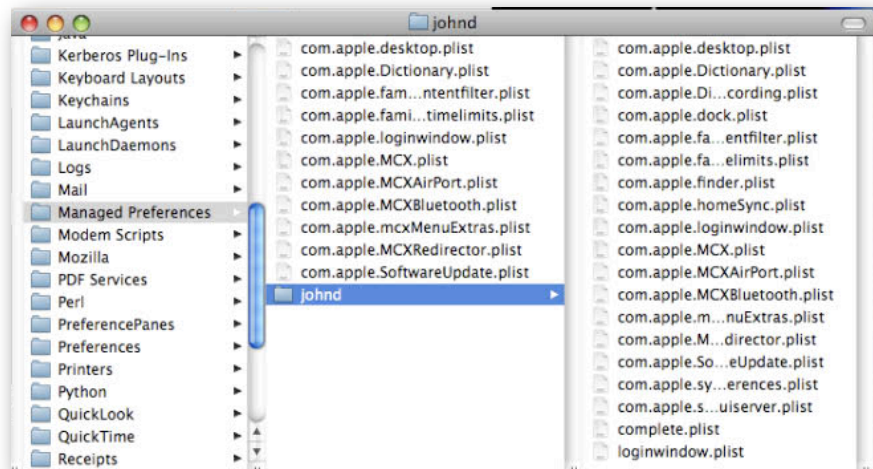 johnd
java
Kerberos Plug-Ins
Keyboard Layouts
Keychains
LaunchAgents
LaunchDaemons
Logs
Mail
Managed Preferences
Modem Scripts
Mozilla
PDF Services
Perl
PreferencePanes
Preferences
Printers
Python
QuickLook
QuickTime
Receipts
com.apple.desktop.plist
com.apple.Dictionary.plist
com.apple.fam...ntentfilter.plist
com.apple.fami...timelimits.plist
com.apple.loginwindow.plist
com.apple.MCX.plist
com.apple.MCXAirPort.plist
com.apple.MCXBluetooth.plist
com.apple.mcxMenuExtras.plist
com.apple.MCXRedirector.plist
com.apple.SoftwareUpdate.plist
johnd
com.apple.desktop.plist
com.apple.Dictionary.plist
com.apple.Di...cording.plist
com.apple.dock.plist
com.apple.fa...entfilter.plist
com.apple.fa...elimits.plist
com.apple.finder.plist
com.apple.homeSync.plist
com.apple.loginwindow.plist
com.apple.MCX.plist
com.apple.MCXAirPort.plist
com.apple.MCXBluetooth.plist
com.apple.m...nuExtras.plist
com.apple.M...director.plist
com.apple.So...eUpdate.plist
com.apple.sy...erences.plist
com.apple.s...uiserver.plist
complete.plist
loginwindow.plist